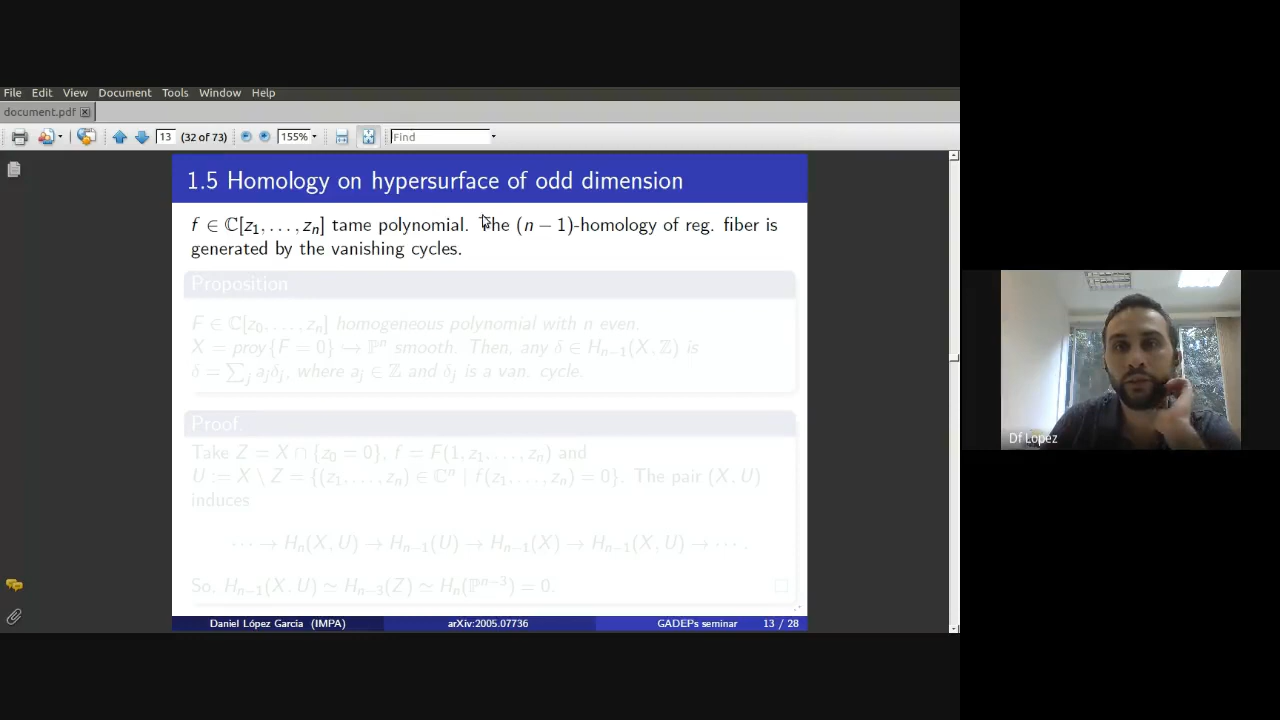 File Edit View Document Tools Window Help
document.pdf
13 (32 of 73) 155% Find
1.5 Homology on hypersurface of odd dimension
f ∈ ℂ[z₁, . . . , zₙ] tame polynomial. The (n − 1)-homology of reg. fiber is
generated by the vanishing cycles.
Proposition
F ∈ ℂ[z₀, . . . , zₙ] homogeneous polynomial with n even.
X = proy{F = 0} ↪ ℙⁿ smooth. Then, any δ ∈ Hₙ₋₁(X, ℤ) is
δ = ∑ⱼ aⱼδⱼ, where aⱼ ∈ ℤ and δⱼ is a van. cycle.
Proof.
Take Z = X ∩ {z₀ = 0}, f = F(1, z₁, . . . , zₙ) and
U := X \ Z = {(z₁, . . . , zₙ) ∈ ℂⁿ | f(z₁, . . . , zₙ) = 0}. The pair (X, U)
induces
· · · → Hₙ(X, U) → Hₙ₋₁(U) → Hₙ₋₁(X) → Hₙ₋₁(X, U) → · · · .
So, Hₙ₋₁(X, U) ≃ Hₙ₋₃(Z) ≃ Hₙ(ℙⁿ⁻³) = 0. □
Daniel López Garcia (IMPA) arXiv:2005.07736 GADEPs seminar 13 / 28
Df Lopez